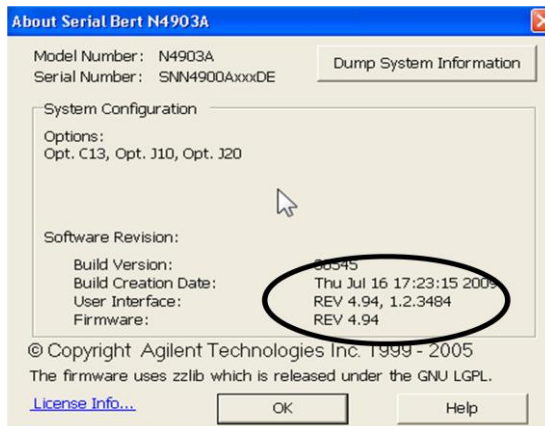 About Serial Bert N4903A
Model Number: N4903A
Dump System Information
Serial Number: SNN4900AxxxDE
System Configuration
Options:
Opt. C13, Opt. J10, Opt. J20
Software Revision:
Build Version:
Build Creation Date: Thu Jul 16 17:23:15 2009
User Interface: REV 4.94, 1.2.3484
Firmware: REV 4.94
© Copyright Agilent Technologies Inc. 1999 - 2005
The firmware uses zzlib which is released under the GNU LGPL.
License Info...
OK
Help